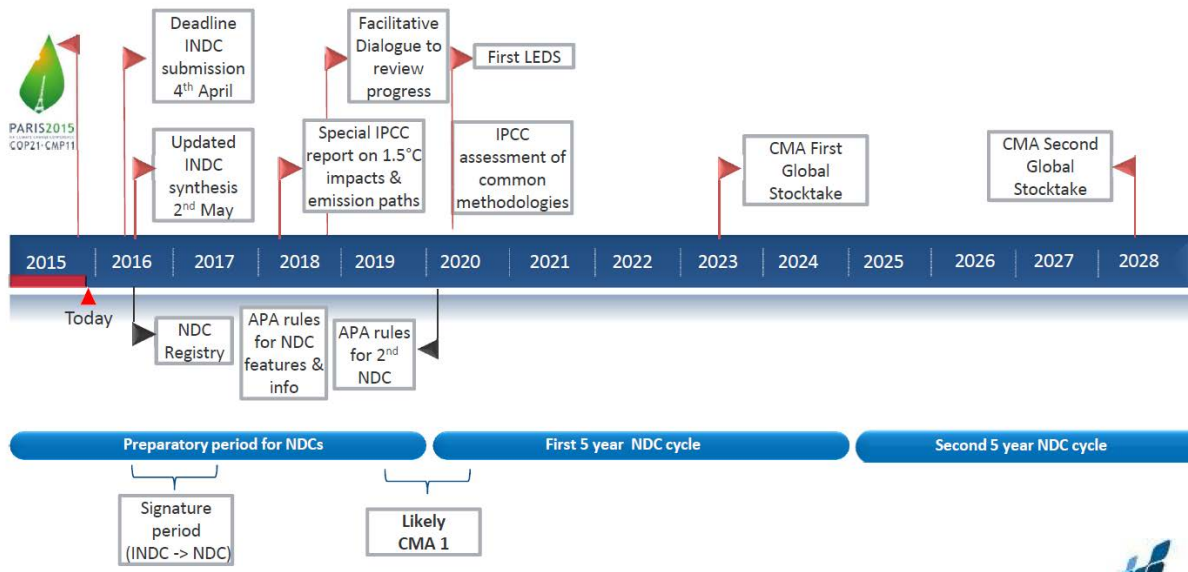 Deadline
INDC
submission
4th April
Facilitative
Dialogue to
review
progress
First LEDS
PARIS2015
COP21·CMP11
Updated
INDC
synthesis
2nd May
Special IPCC
report on 1.5°C
impacts &
emission paths
IPCC
assessment of
common
methodologies
CMA First
Global
Stocktake
CMA Second
Global
Stocktake
2015 2016 2017 2018 2019 2020 2021 2022 2023 2024 2025 2026 2027 2028
Today
NDC
Registry
APA rules
for NDC
features &
info
APA rules
for 2nd
NDC
Preparatory period for NDCs
First 5 year NDC cycle
Second 5 year NDC cycle
Signature
period
(INDC -> NDC)
Likely
CMA 1